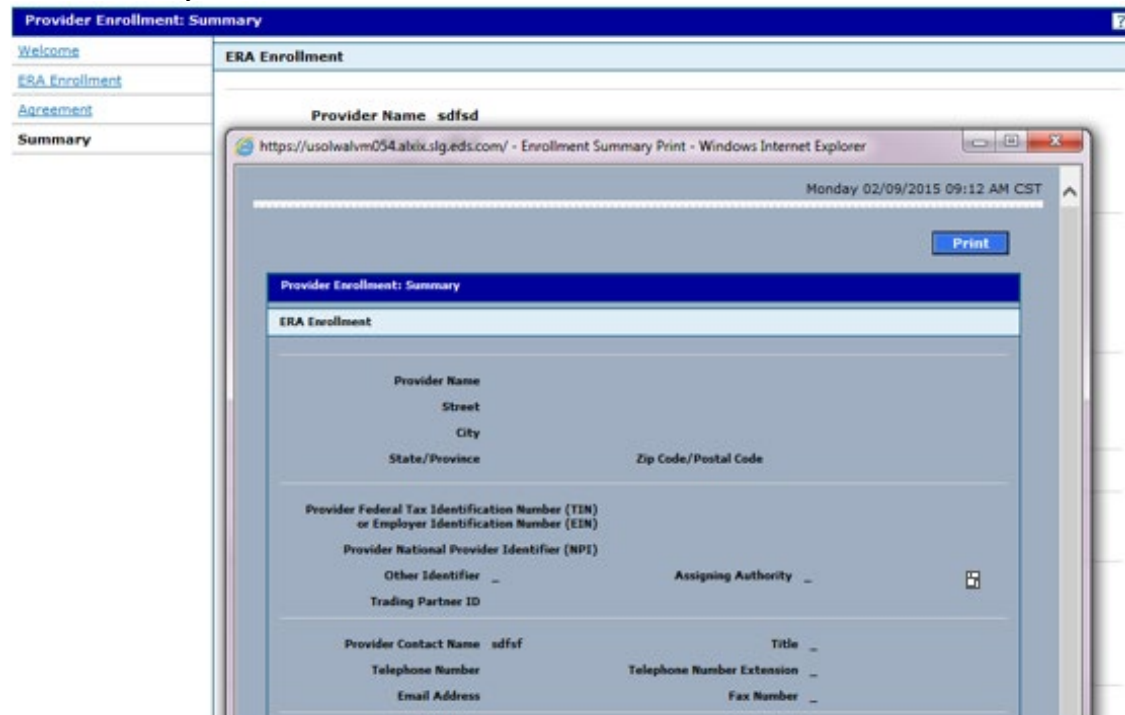 Provider Enrollment: Summary ?
Welcome
ERA Enrollment
ERA Enrollment
Agreement
Provider Name sdfsd
Summary
https://usolwalvm054.alxix.slg.eds.com/ - Enrollment Summary Print - Windows Internet Explorer
Monday 02/09/2015 09:12 AM CST
Print
Provider Enrollment: Summary
ERA Enrollment
Provider Name
Street
City
State/Province Zip Code/Postal Code
Provider Federal Tax Identification Number (TIN)
or Employer Identification Number (EIN)
Provider National Provider Identifier (NPI)
Other Identifier _ Assigning Authority _
Trading Partner ID
Provider Contact Name sdfsf Title _
Telephone Number Telephone Number Extension _
Email Address Fax Number _